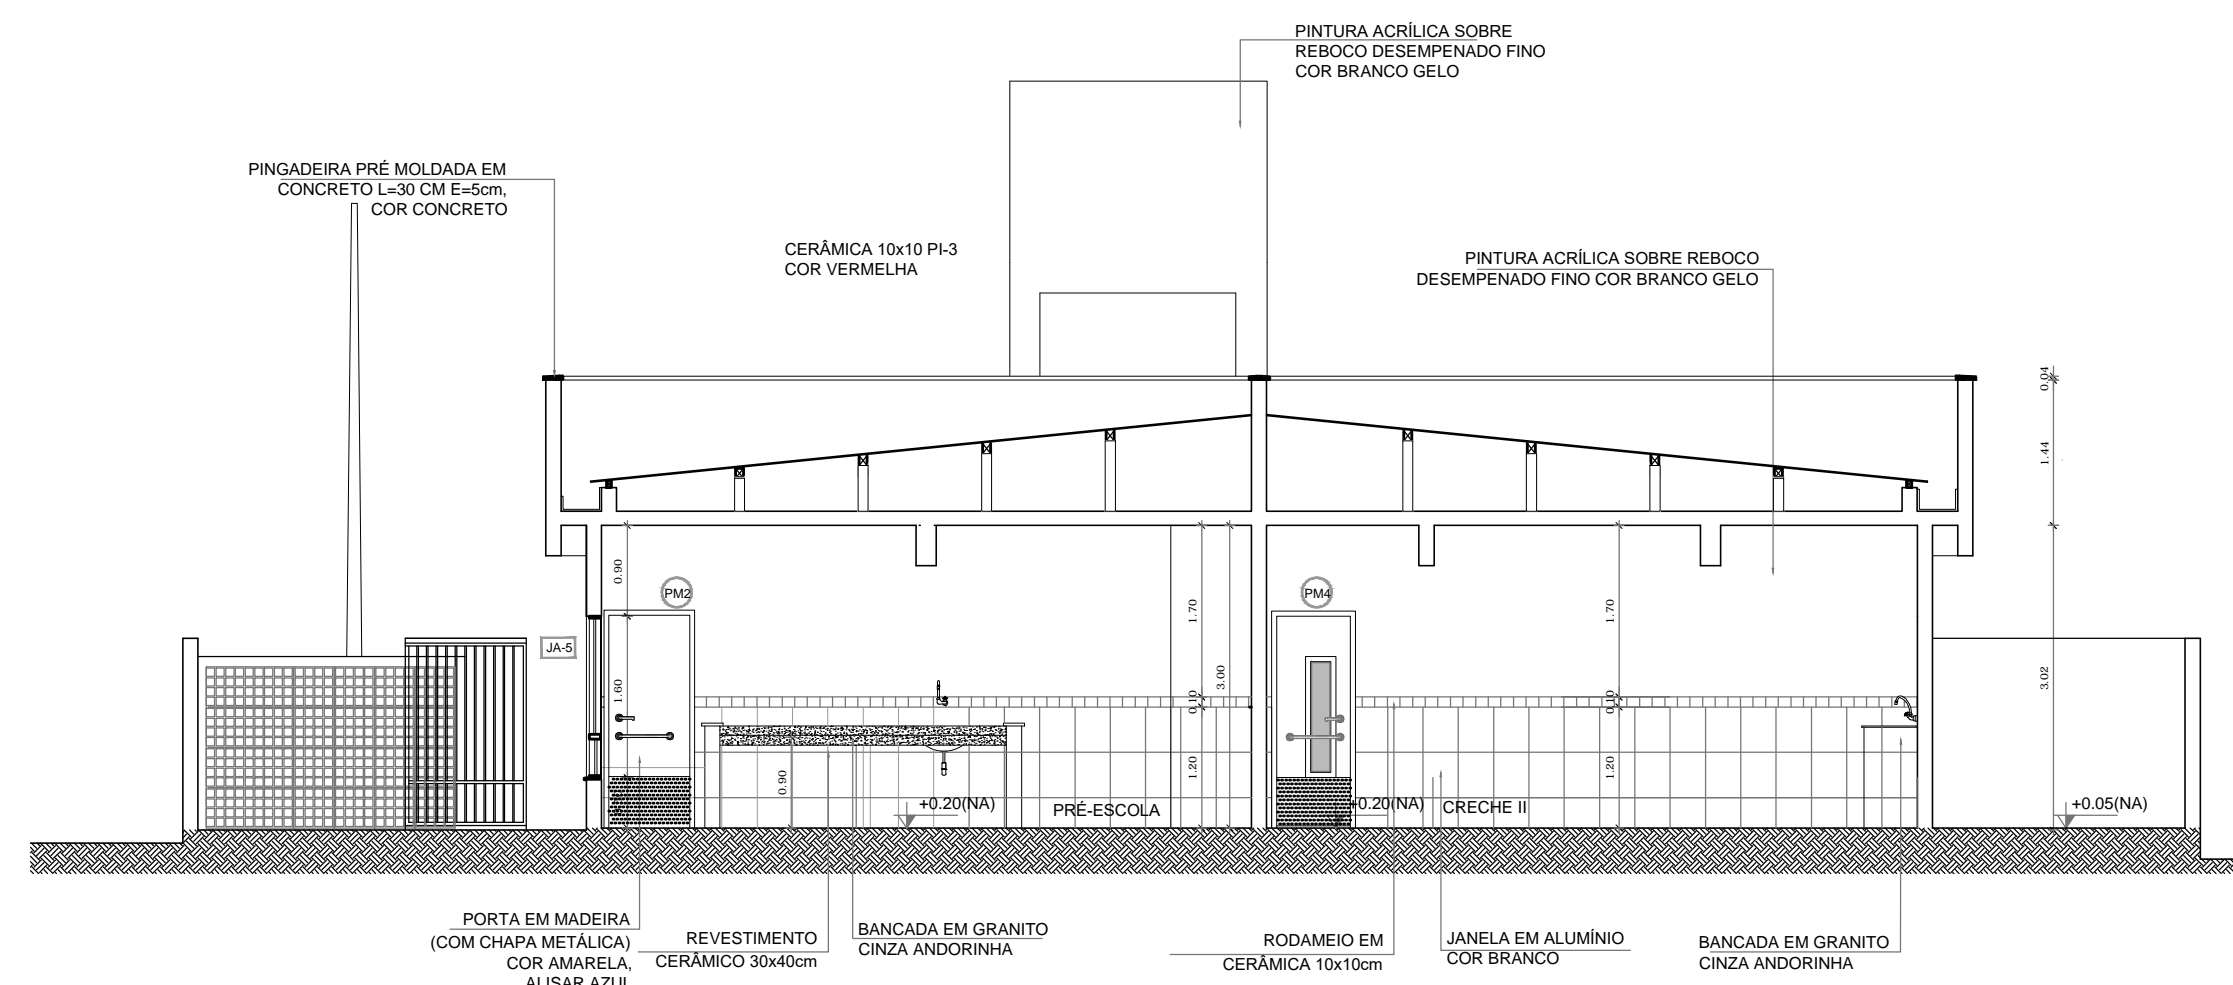 PINTURA ACRÍLICA SOBRE
REBOCO DESEMPENADO FINO
COR BRANCO GELO
PINGADEIRA PRÉ MOLDADA EM
CONCRETO L=30 CM E=5cm,
COR CONCRETO
CERÂMICA 10x10 PI-3
COR VERMELHA
PINTURA ACRÍLICA SOBRE REBOCO
DESEMPENADO FINO COR BRANCO GELO
0.04
1.44
3.02
0.90
PM2
1.70
PM4
1.70
JA-5
1.60
3.00
0.10
0.10
1.20
1.20
0.90
+0.20(NA)
PRÉ-ESCOLA
+0.20(NA)
CRECHE II
+0.05(NA)
PORTA EM MADEIRA
(COM CHAPA METÁLICA)
COR AMARELA,
ALISAR AZUL
REVESTIMENTO
CERÂMICO 30x40cm
BANCADA EM GRANITO
CINZA ANDORINHA
RODAMEIO EM
CERÂMICA 10x10cm
JANELA EM ALUMÍNIO
COR BRANCO
BANCADA EM GRANITO
CINZA ANDORINHA